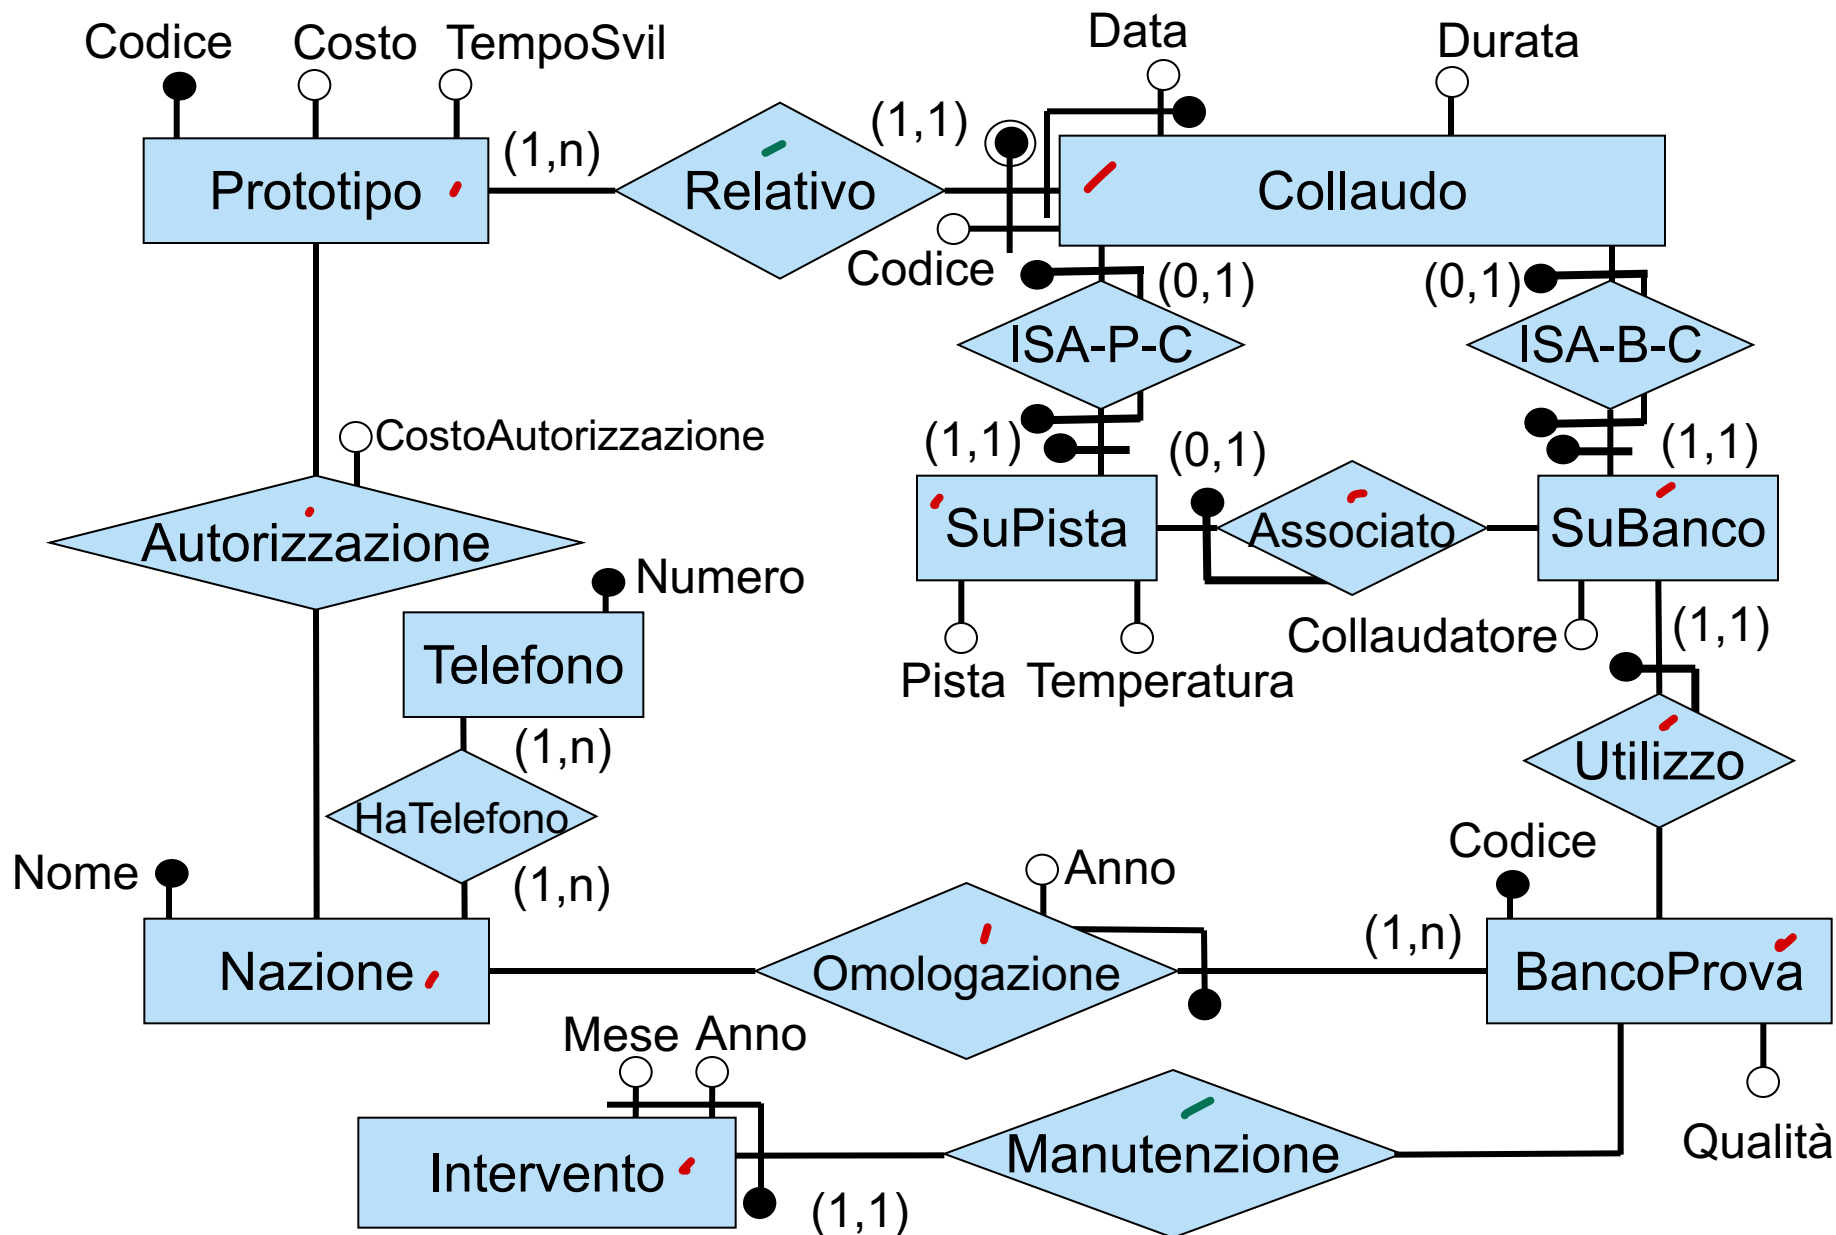 Codice Costo TempoSvil Data Durata
(1,n) (1,1)
Prototipo Relativo Collaudo
Codice (0,1) (0,1)
ISA-P-C ISA-B-C
CostoAutorizzazione (1,1) (0,1) (1,1)
Autorizzazione SuPista Associato SuBanco
Numero Collaudatore (1,1)
Telefono Pista Temperatura
(1,n) Utilizzo
HaTelefono Codice
Nome (1,n) Anno (1,n)
Nazione Omologazione BancoProva
Mese Anno
Intervento Manutenzione Qualità
(1,1)